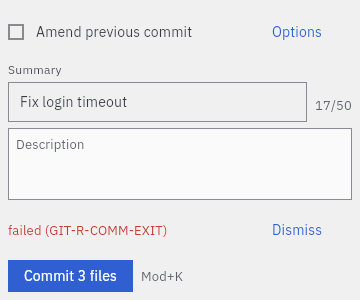 Amend previous commit Options
Summary
Fix login timeout 17/50
Description
failed (GIT-R-COMM-EXIT) Dismiss
Commit 3 files Mod+K